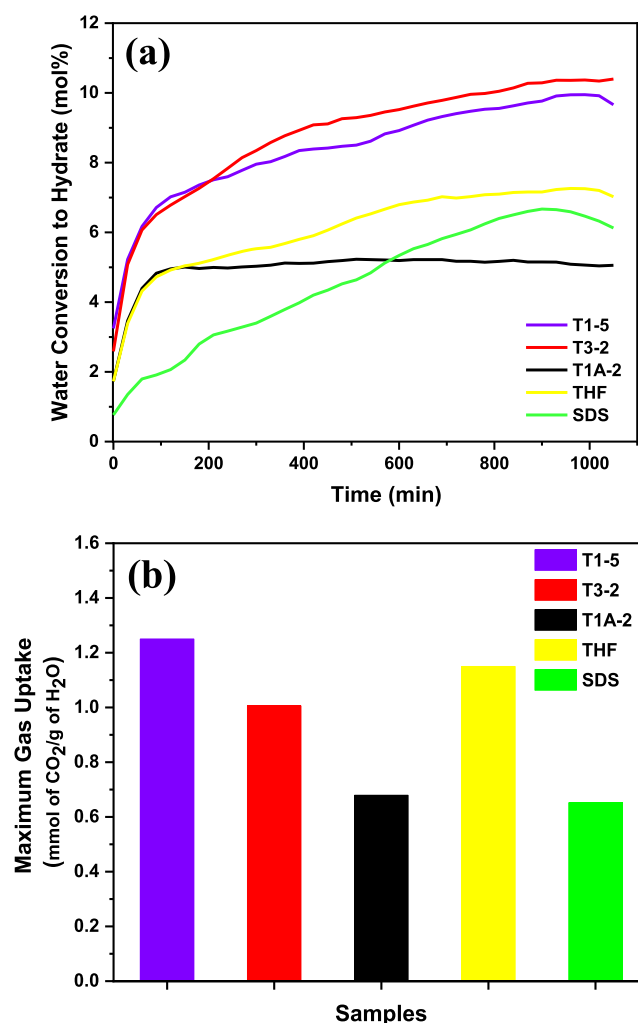 (a)
Water Conversion to Hydrate (mol%)
12
10
8
6
4
2
0
T1-5
T3-2
T1A-2
THF
SDS
0 200 400 600 800 1000
Time (min)
(b)
Maximum Gas Uptake
(mmol of CO₂/g of H₂O)
1.6
1.4
1.2
1.0
0.8
0.6
0.4
0.2
0.0
T1-5
T3-2
T1A-2
THF
SDS
Samples